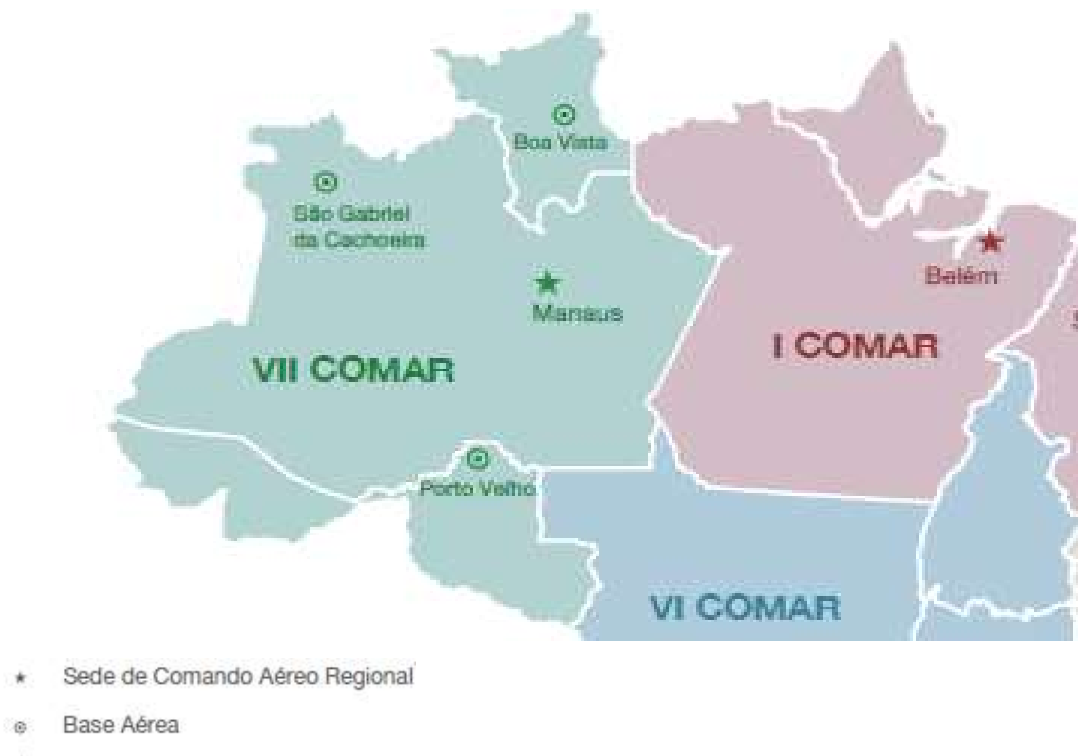 Boa Vista
São Gabriel
da Cachoeira
Belém
Manaus
I COMAR
VII COMAR
Porto Velho
VI COMAR
Sede de Comando Aéreo Regional
Base Aérea